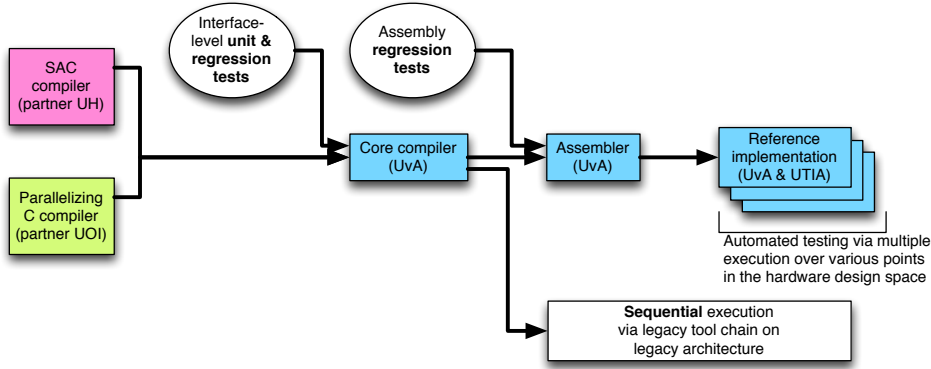 Interface-
level unit &
regression
tests
Assembly
regression
tests
SAC
compiler
(partner UH)
Core compiler
(UvA)
Assembler
(UvA)
Reference
implementation
(UvA & UTIA)
Parallelizing
C compiler
(partner UOI)
Automated testing via multiple
execution over various points
in the hardware design space
Sequential execution
via legacy tool chain on
legacy architecture